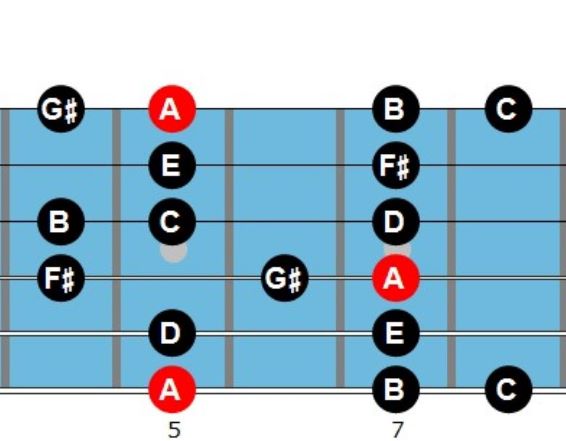 G♯ A B C
E F♯
B C D
F♯ G♯ A
D E
A B C
5 7